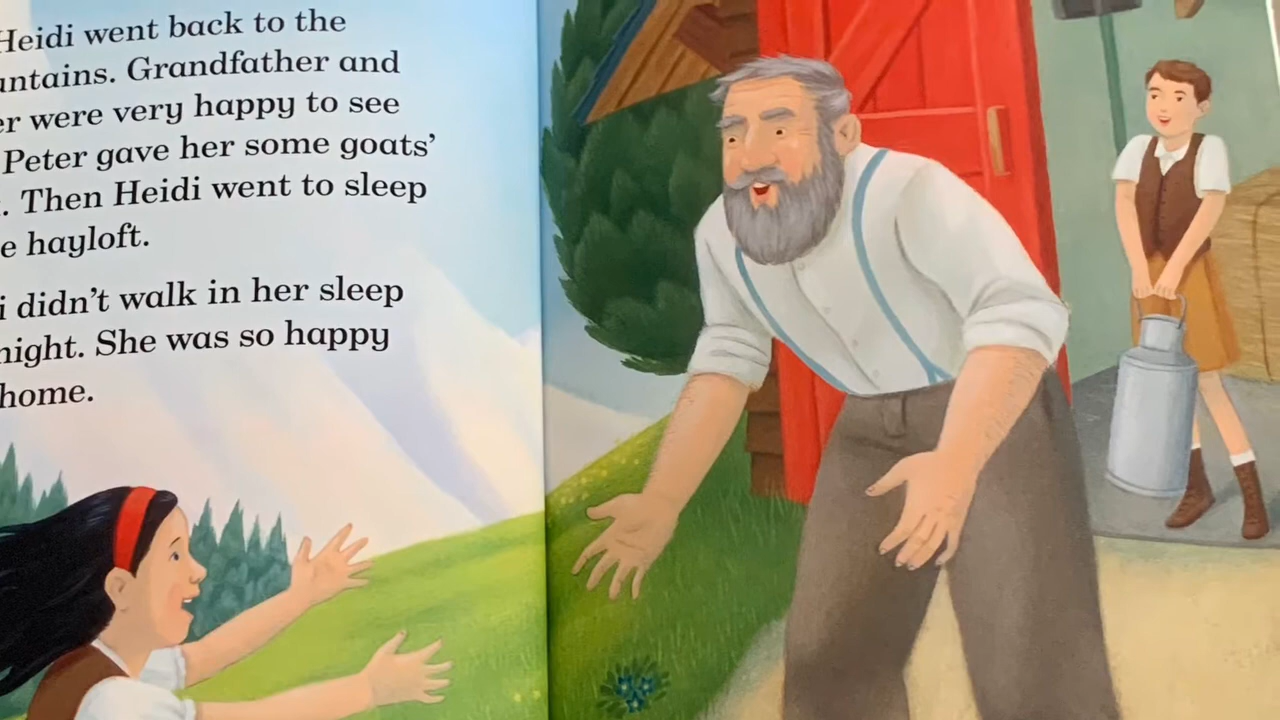 Heidi went back to the
untains. Grandfather and
er were very happy to see
Peter gave her some goats'
. Then Heidi went to sleep
e hayloft.
i didn't walk in her sleep
night. She was so happy
home.